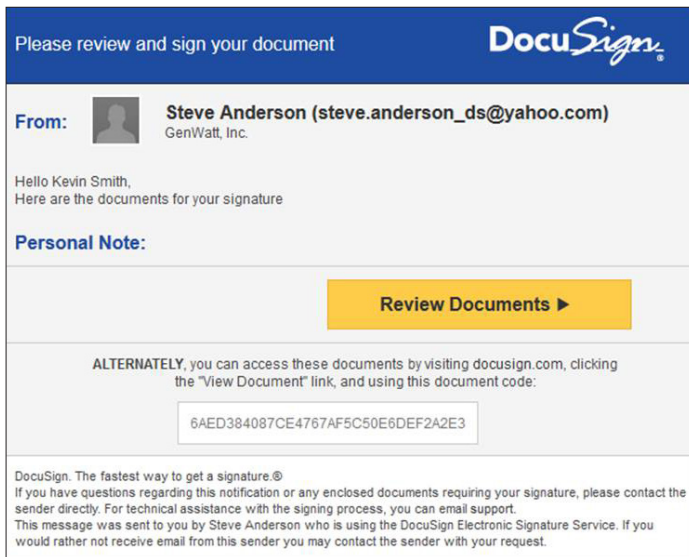 Please review and sign your document
DocuSign®
From:
Steve Anderson (steve.anderson_ds@yahoo.com)
GenWatt, Inc.
Hello Kevin Smith,
Here are the documents for your signature
Personal Note:
Review Documents ▶
ALTERNATELY, you can access these documents by visiting docusign.com, clicking
the "View Document" link, and using this document code:
6AED384087CE4767AF5C50E6DEF2A2E3
DocuSign. The fastest way to get a signature.®
If you have questions regarding this notification or any enclosed documents requiring your signature, please contact the
sender directly. For technical assistance with the signing process, you can email support.
This message was sent to you by Steve Anderson who is using the DocuSign Electronic Signature Service. If you
would rather not receive email from this sender you may contact the sender with your request.